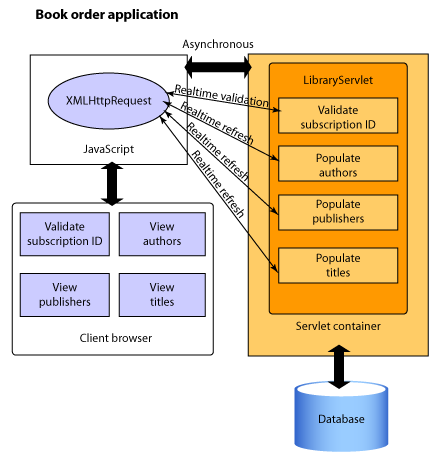 Book order application
Asynchronous
XMLHttpRequest
JavaScript
Realtime validation
Realtime refresh
Realtime refresh
Realtime refresh
LibraryServlet
Validate
subscription ID
Populate
authors
Populate
publishers
Populate
titles
Servlet container
Validate
subscription ID
View
authors
View
publishers
View
titles
Client browser
Database